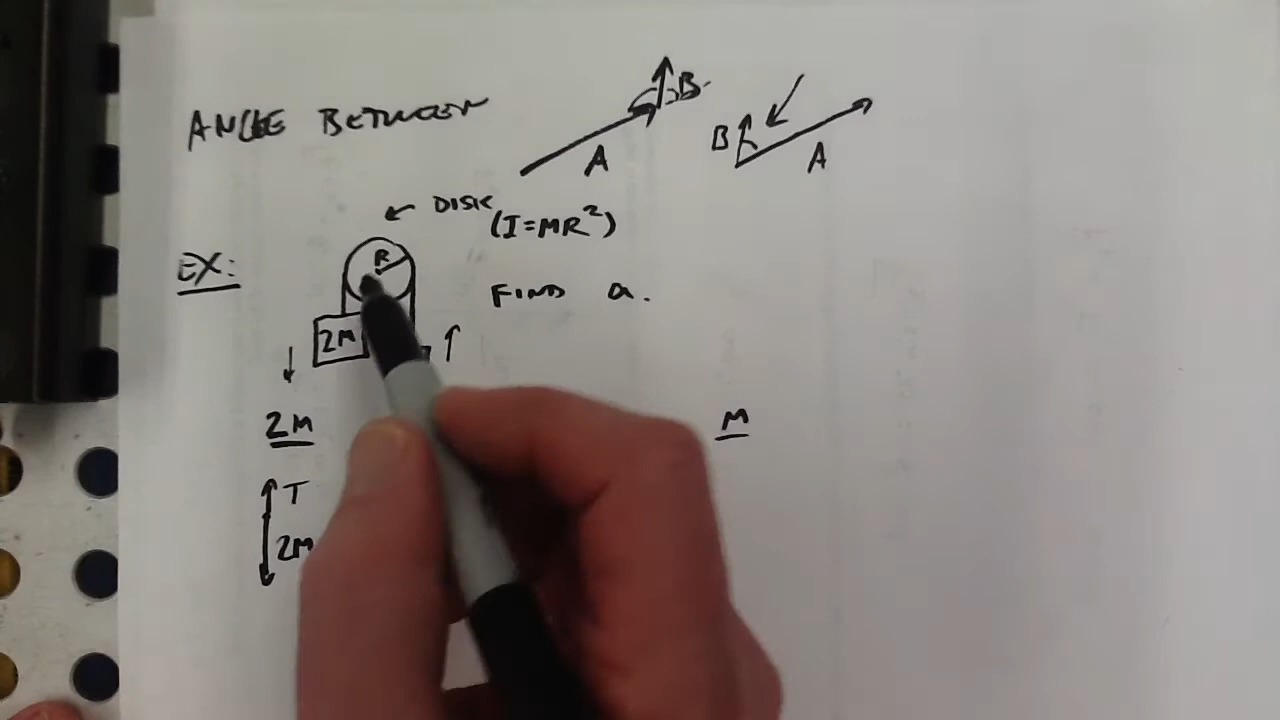 ANGLE BETWEEN
B
A
B
A
DISK
(I=MR²)
EX:
R
FIND a.
2M
2M
M
T
2M